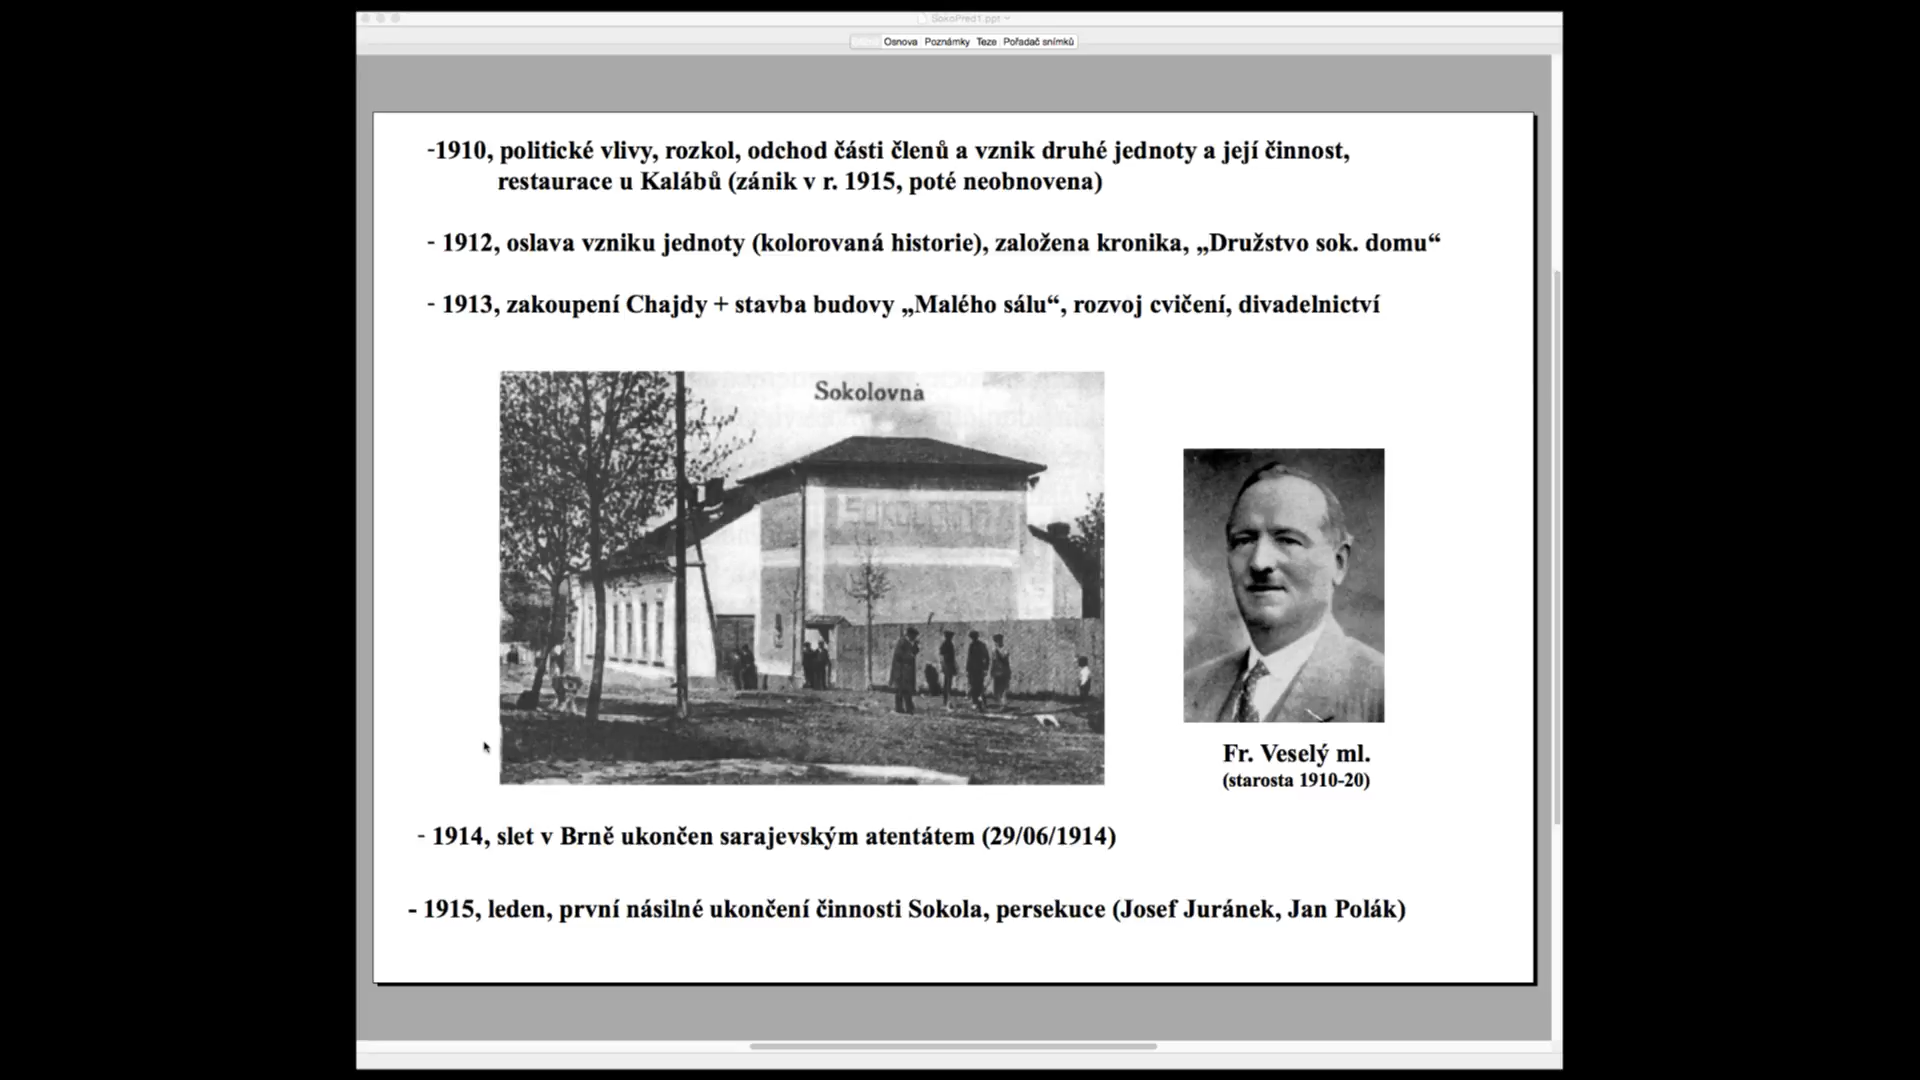 SokoPred1.ppt
Osnova Poznámky Teze Pořadač snímků
-1910, politické vlivy, rozkol, odchod části členů a vznik druhé jednoty a její činnost,
restaurace u Kalábů (zánik v r. 1915, poté neobnovena)
- 1912, oslava vzniku jednoty (kolorovaná historie), založena kronika, „Družstvo sok. domu“
- 1913, zakoupení Chajdy + stavba budovy „Malého sálu“, rozvoj cvičení, divadelnictví
Sokolovna
SOKOLOVNA
Fr. Veselý ml.
(starosta 1910-20)
- 1914, slet v Brně ukončen sarajevským atentátem (29/06/1914)
- 1915, leden, první násilné ukončení činnosti Sokola, persekuce (Josef Juránek, Jan Polák)